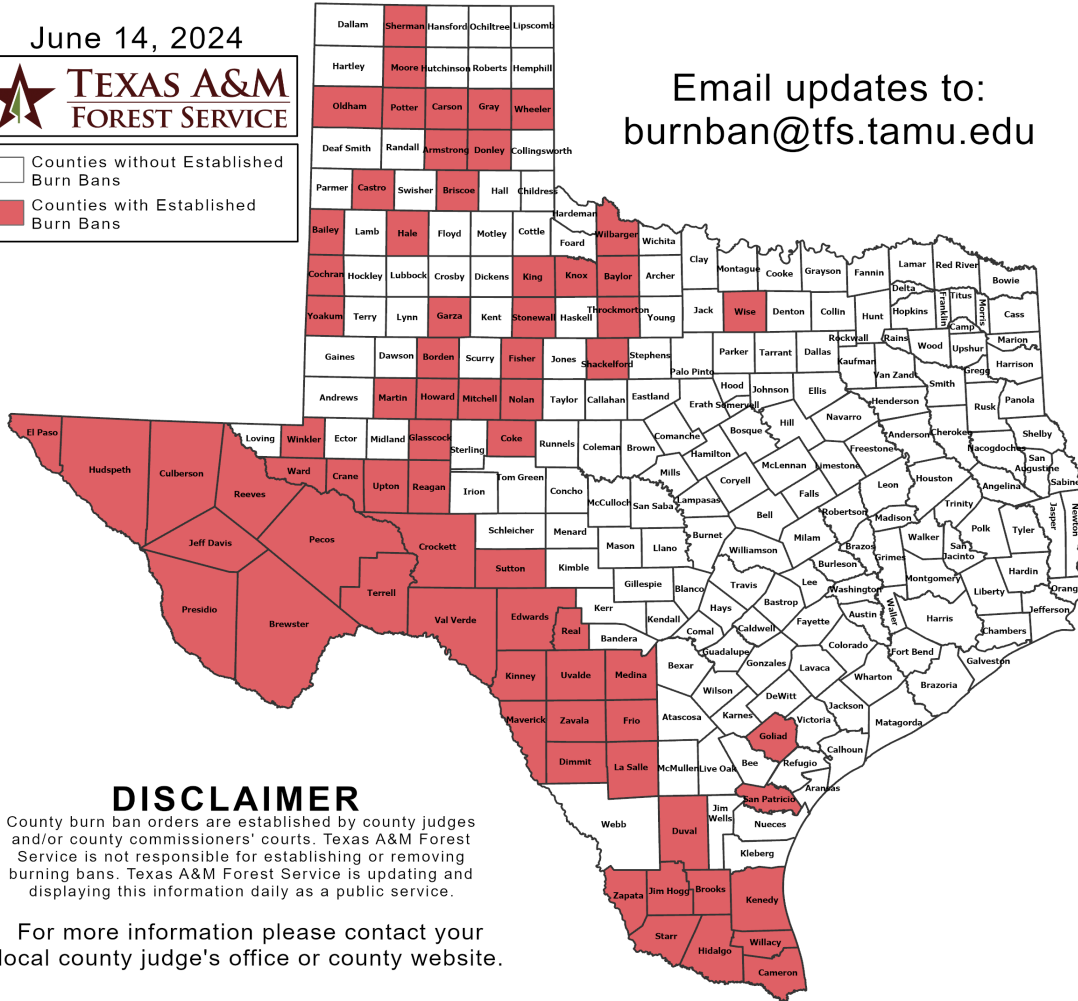 June 14, 2024
TEXAS A&M
FOREST SERVICE
Counties without Established
Burn Bans
Counties with Established
Burn Bans
Email updates to:
burnban@tfs.tamu.edu
Dallam Sherman Hansford Ochiltree Lipscomb
Hartley Moore Hutchinson Roberts Hemphill
Oldham Potter Carson Gray Wheeler
Deaf Smith Randall Armstrong Donley Collingsworth
Parmer Castro Swisher Briscoe Hall Childress
Hardeman
Bailey Lamb Hale Floyd Motley Cottle Foard Wilbarger Wichita
Clay Montague Cooke Grayson Fannin Lamar Red River Bowie
Cochran Hockley Lubbock Crosby Dickens King Knox Baylor Archer
Delta Franklin Titus Morris Cass
Yoakum Terry Lynn Garza Kent Stonewall Haskell Throckmorton Young Jack Wise Denton Collin Hunt Hopkins
Camp
Rockwall Rains Wood Upshur Marion
Gaines Dawson Borden Scurry Fisher Jones Shackelford Stephens Palo Pinto Parker Tarrant Dallas Kaufman Van Zandt Gregg Harrison
Andrews Martin Howard Mitchell Nolan Taylor Callahan Eastland Erath Hood Somervell Johnson Ellis Henderson Smith Rusk Panola
El Paso Hudspeth Culberson Reeves Loving Winkler Ector Midland Glasscock Sterling Coke Runnels Coleman Brown Comanche Bosque Hill Navarro Freestone Anderson Cherokee Nacogdoches Shelby
San Augustine Sabine
Ward Crane Upton Reagan Irion Tom Green Concho McCulloch San Saba Mills Hamilton Lampasas Coryell McLennan Limestone Falls Leon Houston Angelina
Trinity Jasper Newton
Jeff Davis Pecos Crockett Schleicher Menard Mason Llano Burnet Bell Williamson Milam Robertson Brazos Madison Grimes Walker San Jacinto Polk Tyler
Presidio Brewster Terrell Sutton Kimble Gillespie Blanco Travis Lee Burleson Washington Montgomery Liberty Hardin Orang
Val Verde Edwards Real Kerr Kendall Bandera Hays Comal Caldwell Bastrop Fayette Austin Waller Harris Chambers Jefferson
Kinney Uvalde Medina Bexar Guadalupe Gonzales Lavaca Colorado Wharton Fort Bend Brazoria Galveston
Maverick Zavala Frio Atascosa Wilson Karnes DeWitt Victoria Jackson Matagorda
Dimmit La Salle McMullen Live Oak Bee Goliad Refugio Calhoun
Aransas
Webb Duval Jim Wells San Patricio Nueces
Kleberg
Zapata Jim Hogg Brooks Kenedy
Starr Hidalgo Willacy
Cameron
DISCLAIMER
County burn ban orders are established by county judges
and/or county commissioners' courts. Texas A&M Forest
Service is not responsible for establishing or removing
burning bans. Texas A&M Forest Service is updating and
displaying this information daily as a public service.
For more information please contact your
local county judge's office or county website.